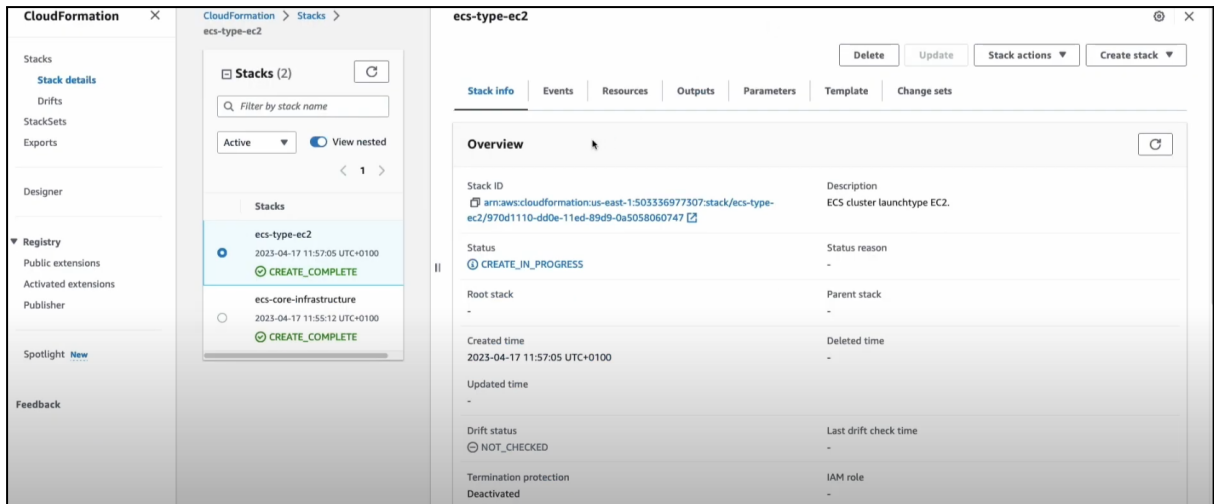 CloudFormation
Stacks
Stack details
Drifts
StackSets
Exports
Designer
Registry
Public extensions
Activated extensions
Publisher
Spotlight New
Feedback
CloudFormation > Stacks >
ecs-type-ec2
Stacks (2)
Filter by stack name
Active
View nested
1
Stacks
ecs-type-ec2
2023-04-17 11:57:05 UTC+0100
CREATE_COMPLETE
ecs-core-infrastructure
2023-04-17 11:55:12 UTC+0100
CREATE_COMPLETE
ecs-type-ec2
Delete Update Stack actions Create stack
Stack info Events Resources Outputs Parameters Template Change sets
Overview
Stack ID
arn:aws:cloudformation:us-east-1:503336977307:stack/ecs-type-
ec2/970d1110-dd0e-11ed-89d9-0a5058060747
Description
ECS cluster launchtype EC2.
Status
CREATE_IN_PROGRESS
Status reason
-
Root stack
-
Parent stack
-
Created time
2023-04-17 11:57:05 UTC+0100
Deleted time
-
Updated time
-
Drift status
NOT_CHECKED
Last drift check time
-
Termination protection
Deactivated
IAM role
-